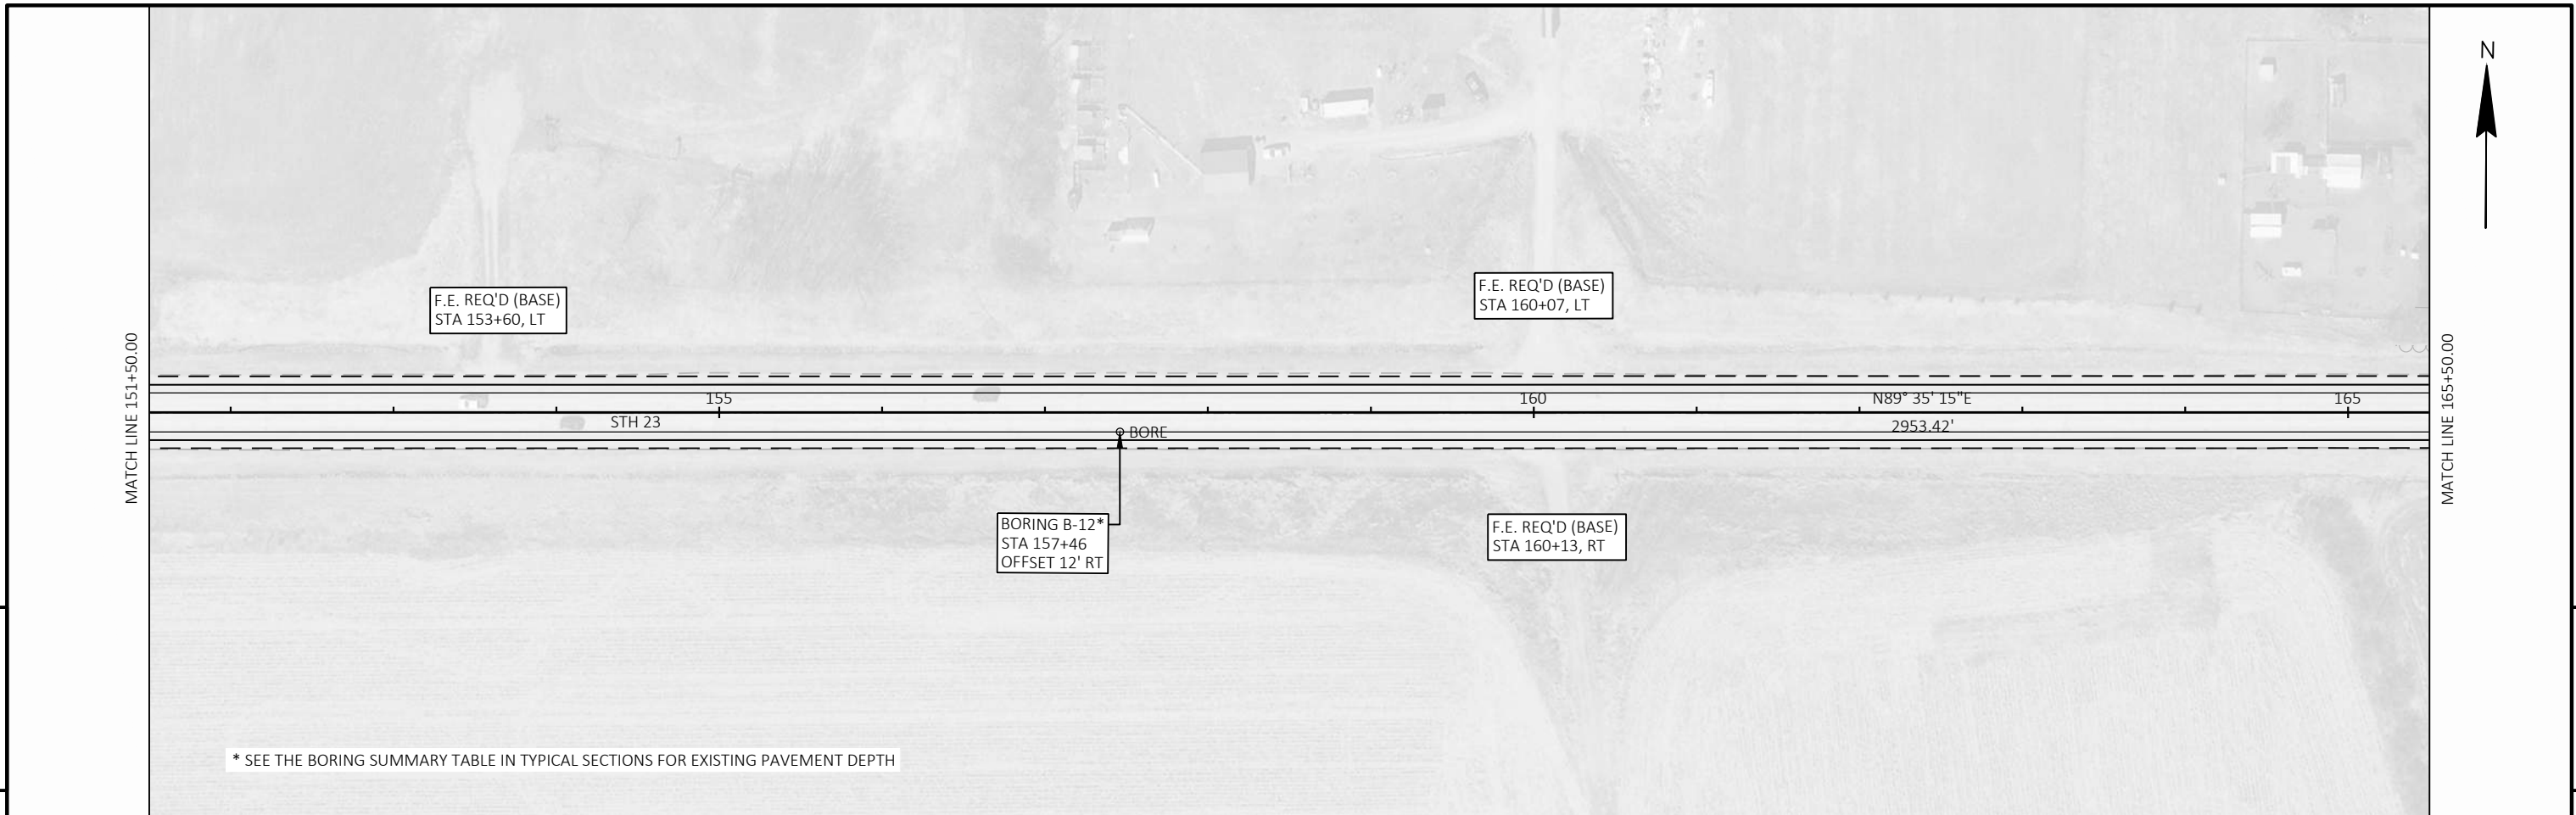 N
F.E. REQ'D (BASE)
STA 153+60, LT
F.E. REQ'D (BASE)
STA 160+07, LT
MATCH LINE 151+50.00
MATCH LINE 165+50.00
155
160
N89° 35' 15"E
165
STH 23
2953.42'
BORE
BORING B-12*
STA 157+46
OFFSET 12' RT
F.E. REQ'D (BASE)
STA 160+13, RT
* SEE THE BORING SUMMARY TABLE IN TYPICAL SECTIONS FOR EXISTING PAVEMENT DEPTH